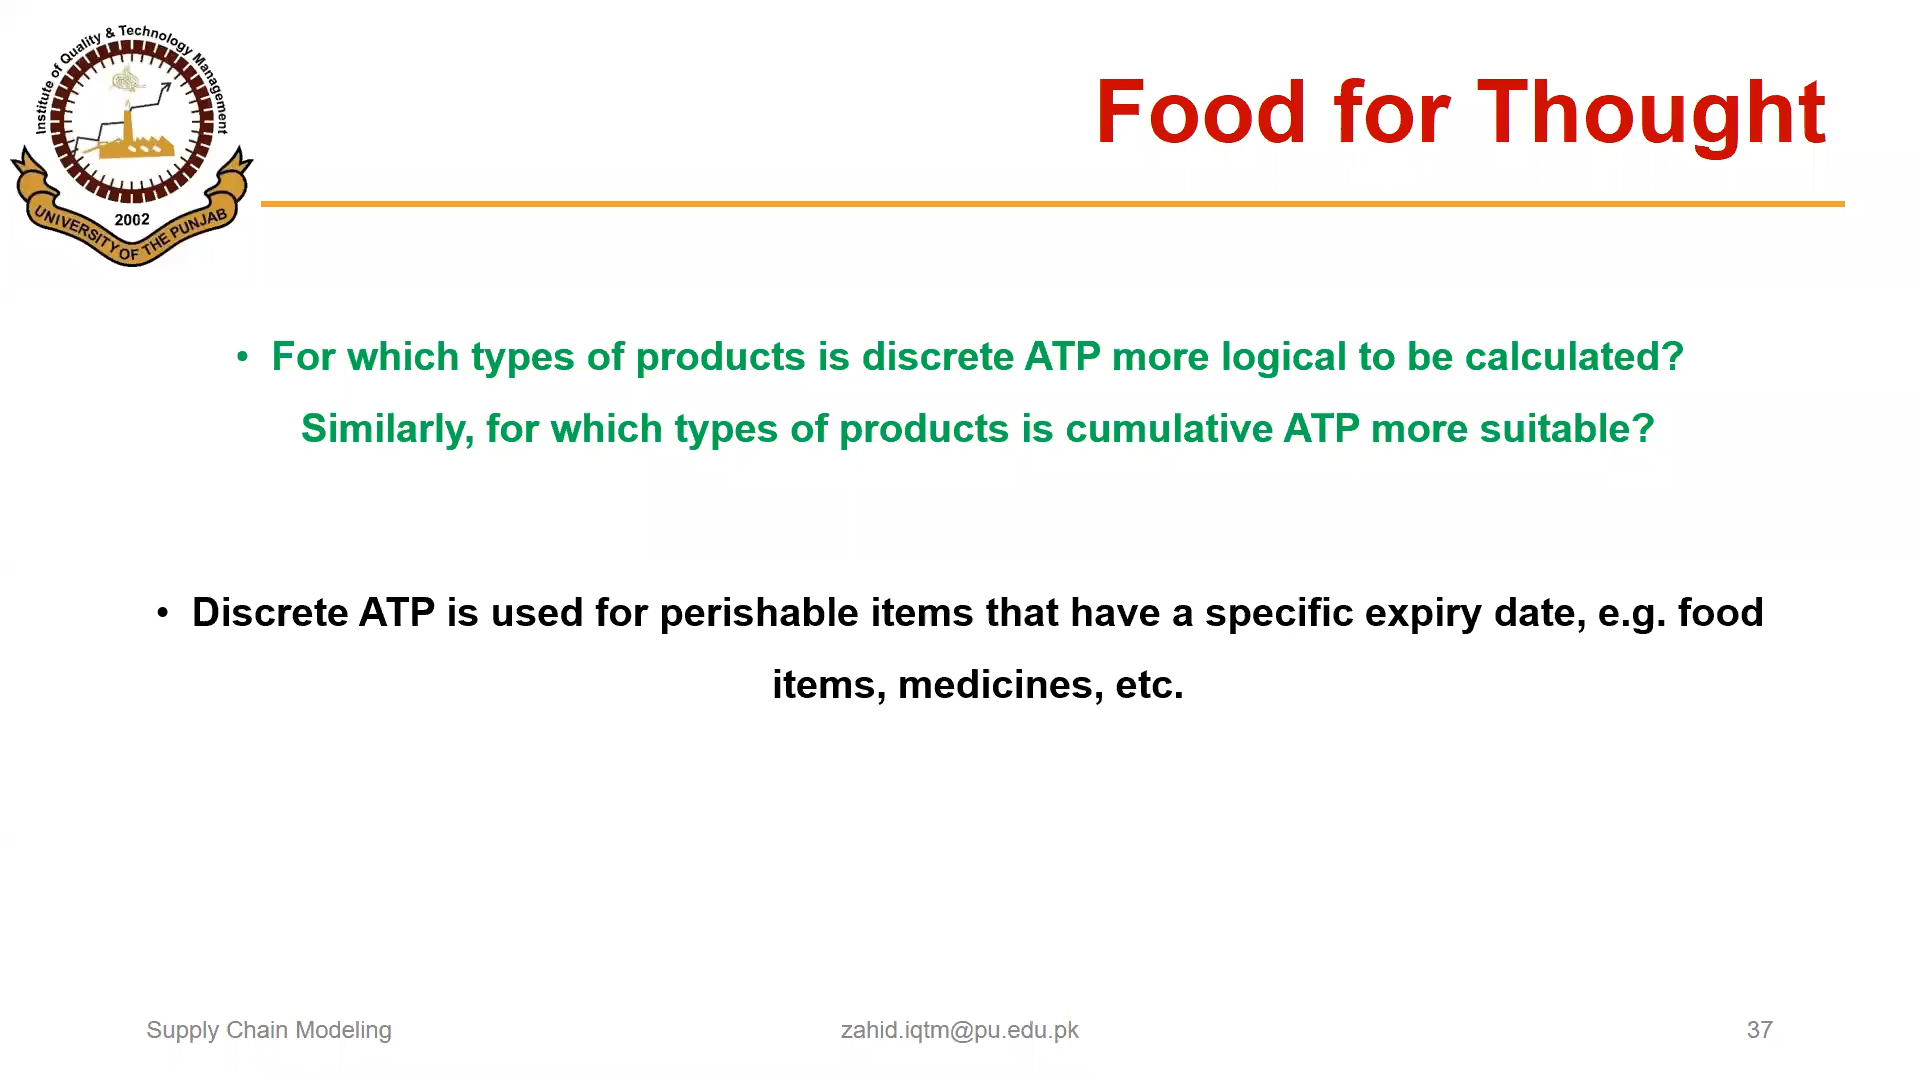 Institute of Quality & Technology Management
2002
UNIVERSITY OF THE PUNJAB
Food for Thought
• For which types of products is discrete ATP more logical to be calculated?
Similarly, for which types of products is cumulative ATP more suitable?
• Discrete ATP is used for perishable items that have a specific expiry date, e.g. food
items, medicines, etc.
Supply Chain Modeling
zahid.iqtm@pu.edu.pk
37